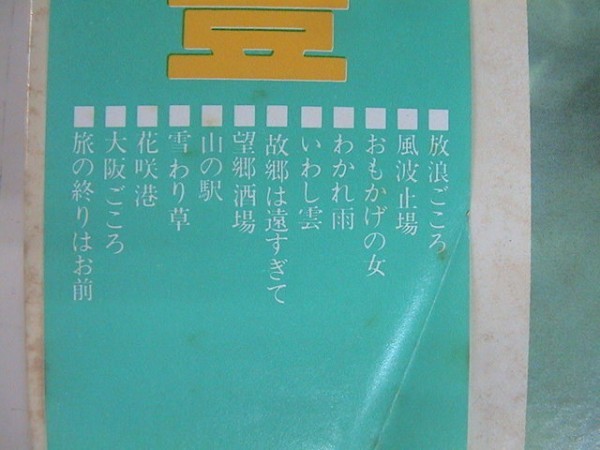 ■放浪ごころ
■風波止場
■おもかげの女
■わかれ雨
■いわし雲
■故郷は遠すぎて
■望郷酒場
■山の駅
■雪わり草
■花咲港
■大阪ごころ
■旅の終りはお前